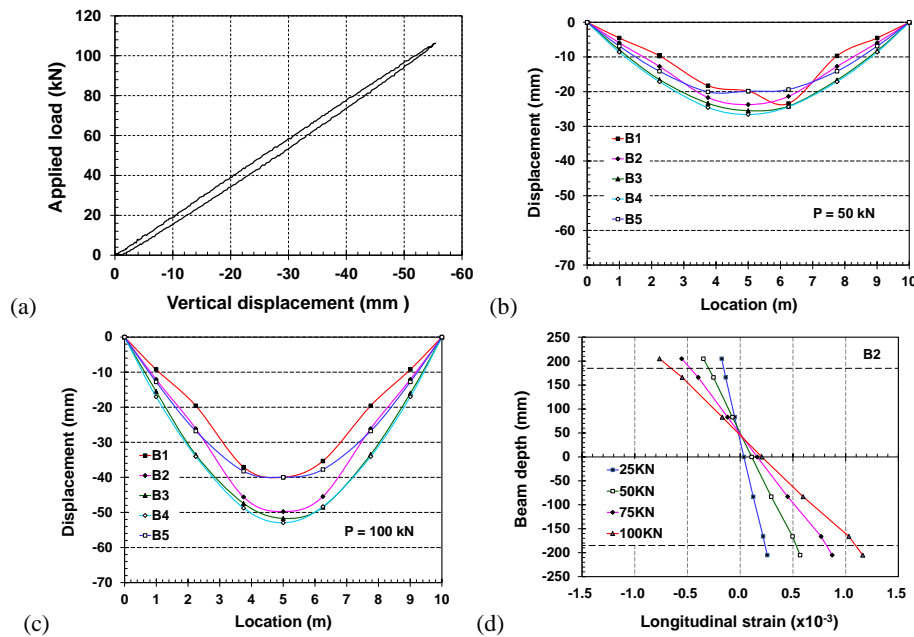 120
100
80
60
40
20
0
0 -10 -20 -30 -40 -50 -60
Applied load (kN)
Vertical displacement (mm )
(a)
0
-10
-20
-30
-40
-50
-60
-70
0 1 2 3 4 5 6 7 8 9 10
Displacement (mm)
Location (m)
B1
B2
B3
B4
B5
P = 50 kN
(b)
0
-10
-20
-30
-40
-50
-60
-70
0 1 2 3 4 5 6 7 8 9 10
Displacement (mm)
Location (m)
B1
B2
B3
B4
B5
P = 100 kN
(c)
250
200
150
100
50
0
-50
-100
-150
-200
-250
-1.5 -1.0 -0.5 0.0 0.5 1.0 1.5
Beam depth (mm)
Longitudinal strain (x10-3)
B2
25KN
50KN
75KN
100KN
(d)